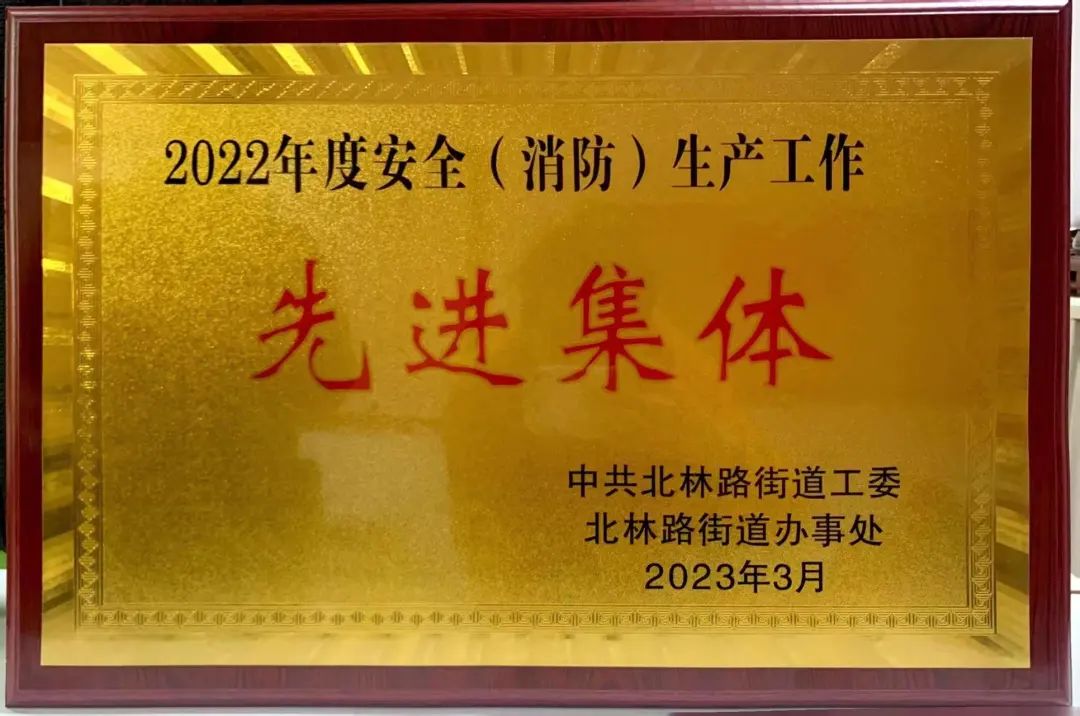 2022年度安全（消防）生产工作
先进集体
中共北林路街道工委
北林路街道办事处
2023年3月